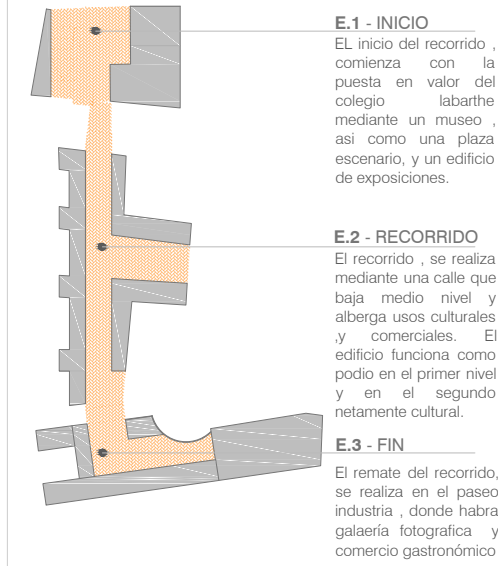 E.1 - INICIO
EL inicio del recorrido ,
comienza con la
puesta en valor del
colegio labarthe
mediante un museo ,
asi como una plaza
escenario, y un edificio
de exposiciones.
E.2 - RECORRIDO
El recorrido , se realiza
mediante una calle que
baja medio nivel y
alberga usos culturales
,y comerciales. El
edificio funciona como
podio en el primer nivel
y en el segundo
netamente cultural.
E.3 - FIN
El remate del recorrido,
se realiza en el paseo
industria , donde habra
galaería fotografica y
comercio gastronómico